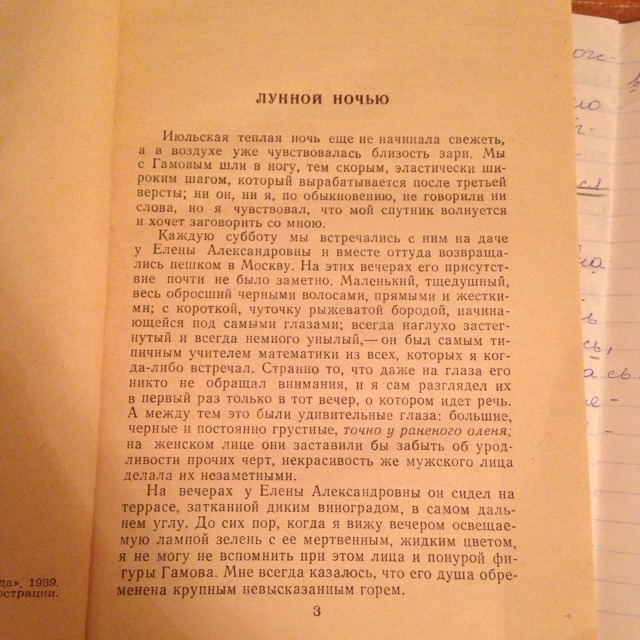 ЛУННОЙ НОЧЬЮ
Июльская теплая ночь еще не начинала свежеть,
а в воздухе уже чувствовалась близость зари. Мы
с Гамовым шли в ногу, тем скорым, эластически ши-
роким шагом, который вырабатывается после третьей
версты; ни он, ни я, по обыкновению, не говорили ни
слова, но я чувствовал, что мой спутник волнуется
и хочет заговорить со мною.
Каждую субботу мы встречались с ним на даче
у Елены Александровны и вместе оттуда возвраща-
лись пешком в Москву. На этих вечерах его присутст-
вие почти не было заметно. Маленький, тщедушный,
весь обросший черными волосами, прямыми и жестки-
ми; с короткой, чуточку рыжеватой бородой, начина-
ющейся под самыми глазами; всегда наглухо застег-
нутый и всегда немного унылый,— он был самым ти-
пичным учителем математики из всех, которых я ког-
да-либо встречал. Странно то, что даже на глаза его
никто не обращал внимания, и я сам разглядел их
в первый раз только в тот вечер, о котором идет речь.
А между тем это были удивительные глаза: большие,
черные и постоянно грустные, точно у раненого оленя;
на женском лице они заставили бы забыть об урод-
ливости прочих черт, некрасивость же мужского лица
делала их незаметными.
На вечерах у Елены Александровны он сидел на
террасе, затканной диким виноградом, в самом даль-
нем углу. До сих пор, когда я вижу вечером освещае-
мую лампой зелень с ее мертвенным, жидким цветом,
я не могу не вспомнить при этом лица и понурой фи-
гуры Гамова. Мне всегда казалось, что его душа обре-
менена крупным невысказанным горем.
3
да», 1989.
острации.